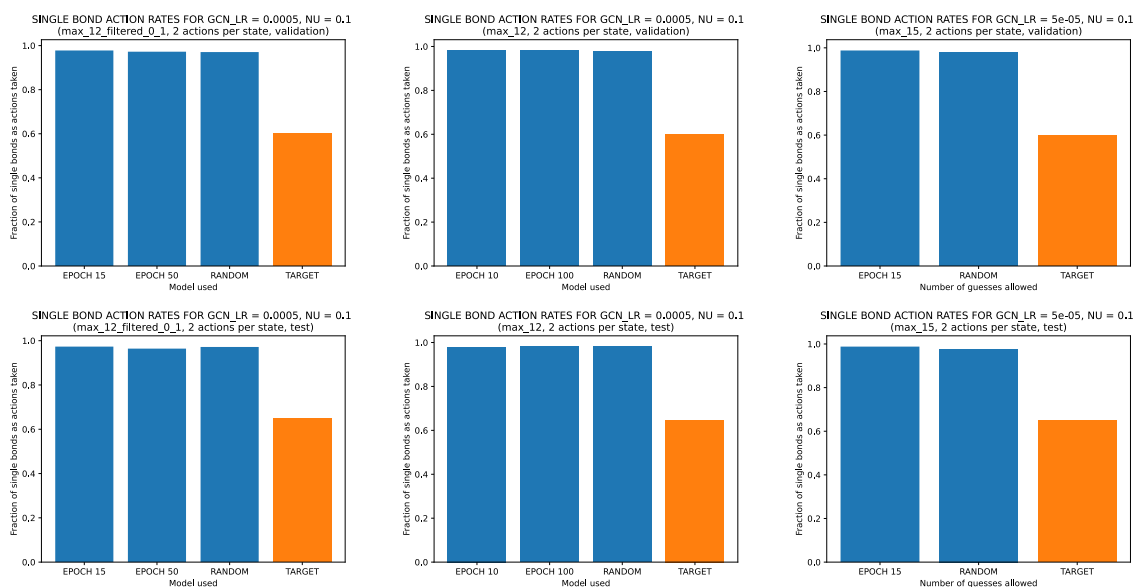 SINGLE BOND ACTION RATES FOR GCN_LR = 0.0005, NU = 0.1
(max_12_filtered_0_1, 2 actions per state, validation)
Fraction of single bonds as actions taken
1.0
0.8
0.6
0.4
0.2
0.0
EPOCH 15 EPOCH 50 RANDOM TARGET
Model used
SINGLE BOND ACTION RATES FOR GCN_LR = 0.0005, NU = 0.1
(max_12, 2 actions per state, validation)
Fraction of single bonds as actions taken
1.0
0.8
0.6
0.4
0.2
0.0
EPOCH 10 EPOCH 100 RANDOM TARGET
Model used
SINGLE BOND ACTION RATES FOR GCN_LR = 5e-05, NU = 0.1
(max_15, 2 actions per state, validation)
Fraction of single bonds as actions taken
1.0
0.8
0.6
0.4
0.2
0.0
EPOCH 15 RANDOM TARGET
Number of guesses allowed
SINGLE BOND ACTION RATES FOR GCN_LR = 0.0005, NU = 0.1
(max_12_filtered_0_1, 2 actions per state, test)
Fraction of single bonds as actions taken
1.0
0.8
0.6
0.4
0.2
0.0
EPOCH 15 EPOCH 50 RANDOM TARGET
Model used
SINGLE BOND ACTION RATES FOR GCN_LR = 0.0005, NU = 0.1
(max_12, 2 actions per state, test)
Fraction of single bonds as actions taken
1.0
0.8
0.6
0.4
0.2
0.0
EPOCH 10 EPOCH 100 RANDOM TARGET
Model used
SINGLE BOND ACTION RATES FOR GCN_LR = 5e-05, NU = 0.1
(max_15, 2 actions per state, test)
Fraction of single bonds as actions taken
1.0
0.8
0.6
0.4
0.2
0.0
EPOCH 15 RANDOM TARGET
Number of guesses allowed